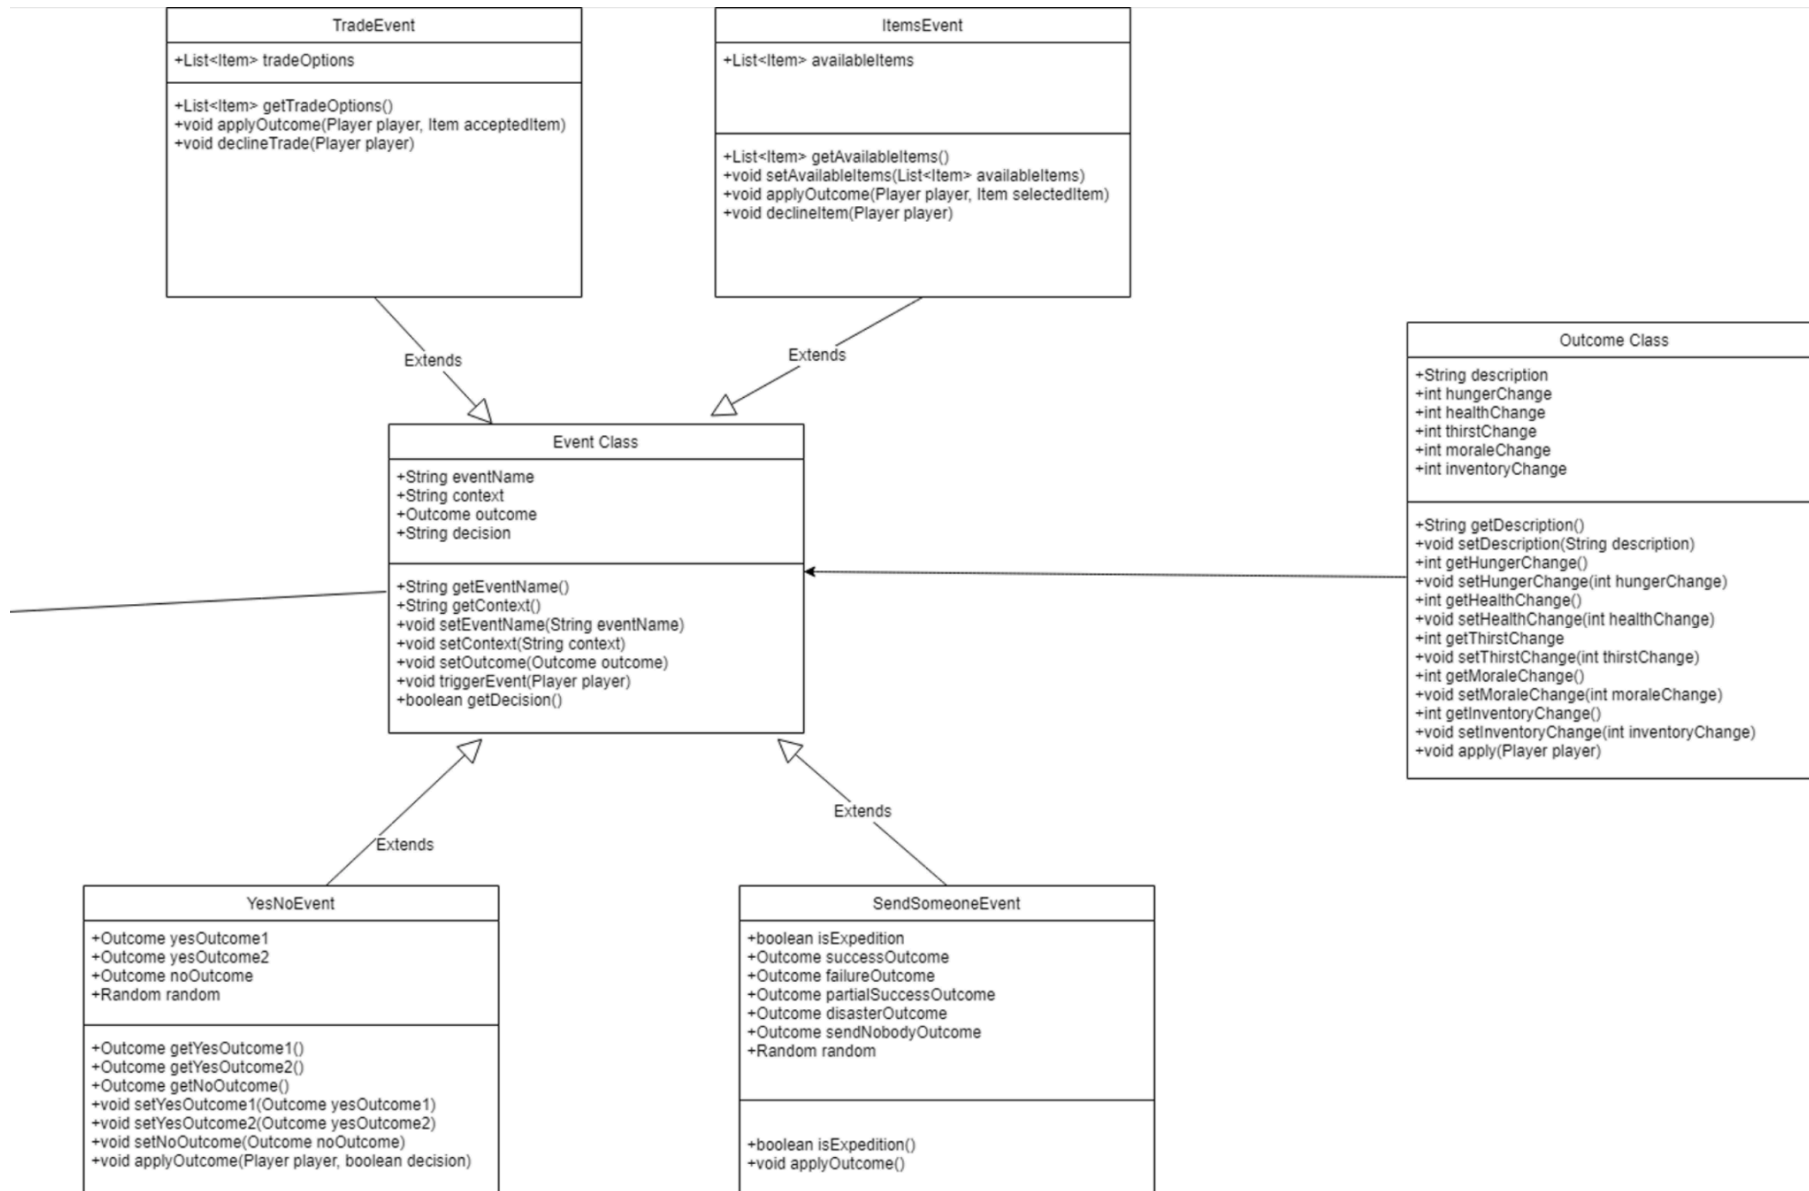 TradeEvent
+List<Item> tradeOptions
+List<Item> getTradeOptions()
+void applyOutcome(Player player, Item acceptedItem)
+void declineTrade(Player player)
ItemsEvent
+List<Item> availableItems
+List<Item> getAvailableItems()
+void setAvailableItems(List<Item> availableItems)
+void applyOutcome(Player player, Item selectedItem)
+void declineItem(Player player)
Extends
Extends
Outcome Class
+String description
+int hungerChange
+int healthChange
+int thirstChange
+int moraleChange
+int inventoryChange
+String getDescription()
+void setDescription(String description)
+int getHungerChange()
+void setHungerChange(int hungerChange)
+int getHealthChange()
+void setHealthChange(int healthChange)
+int getThirstChange
+void setThirstChange(int thirstChange)
+int getMoraleChange()
+void setMoraleChange(int moraleChange)
+int getInventoryChange()
+void setInventoryChange(int inventoryChange)
+void apply(Player player)
Event Class
+String eventName
+String context
+Outcome outcome
+String decision
+String getEventName()
+String getContext()
+void setEventName(String eventName)
+void setContext(String context)
+void setOutcome(Outcome outcome)
+void triggerEvent(Player player)
+boolean getDecision()
Extends
Extends
YesNoEvent
+Outcome yesOutcome1
+Outcome yesOutcome2
+Outcome noOutcome
+Random random
+Outcome getYesOutcome1()
+Outcome getYesOutcome2()
+Outcome getNoOutcome()
+void setYesOutcome1(Outcome yesOutcome1)
+void setYesOutcome2(Outcome yesOutcome2)
+void setNoOutcome(Outcome noOutcome)
+void applyOutcome(Player player, boolean decision)
SendSomeoneEvent
+boolean isExpedition
+Outcome successOutcome
+Outcome failureOutcome
+Outcome partialSuccessOutcome
+Outcome disasterOutcome
+Outcome sendNobodyOutcome
+Random random
+boolean isExpedition()
+void applyOutcome()